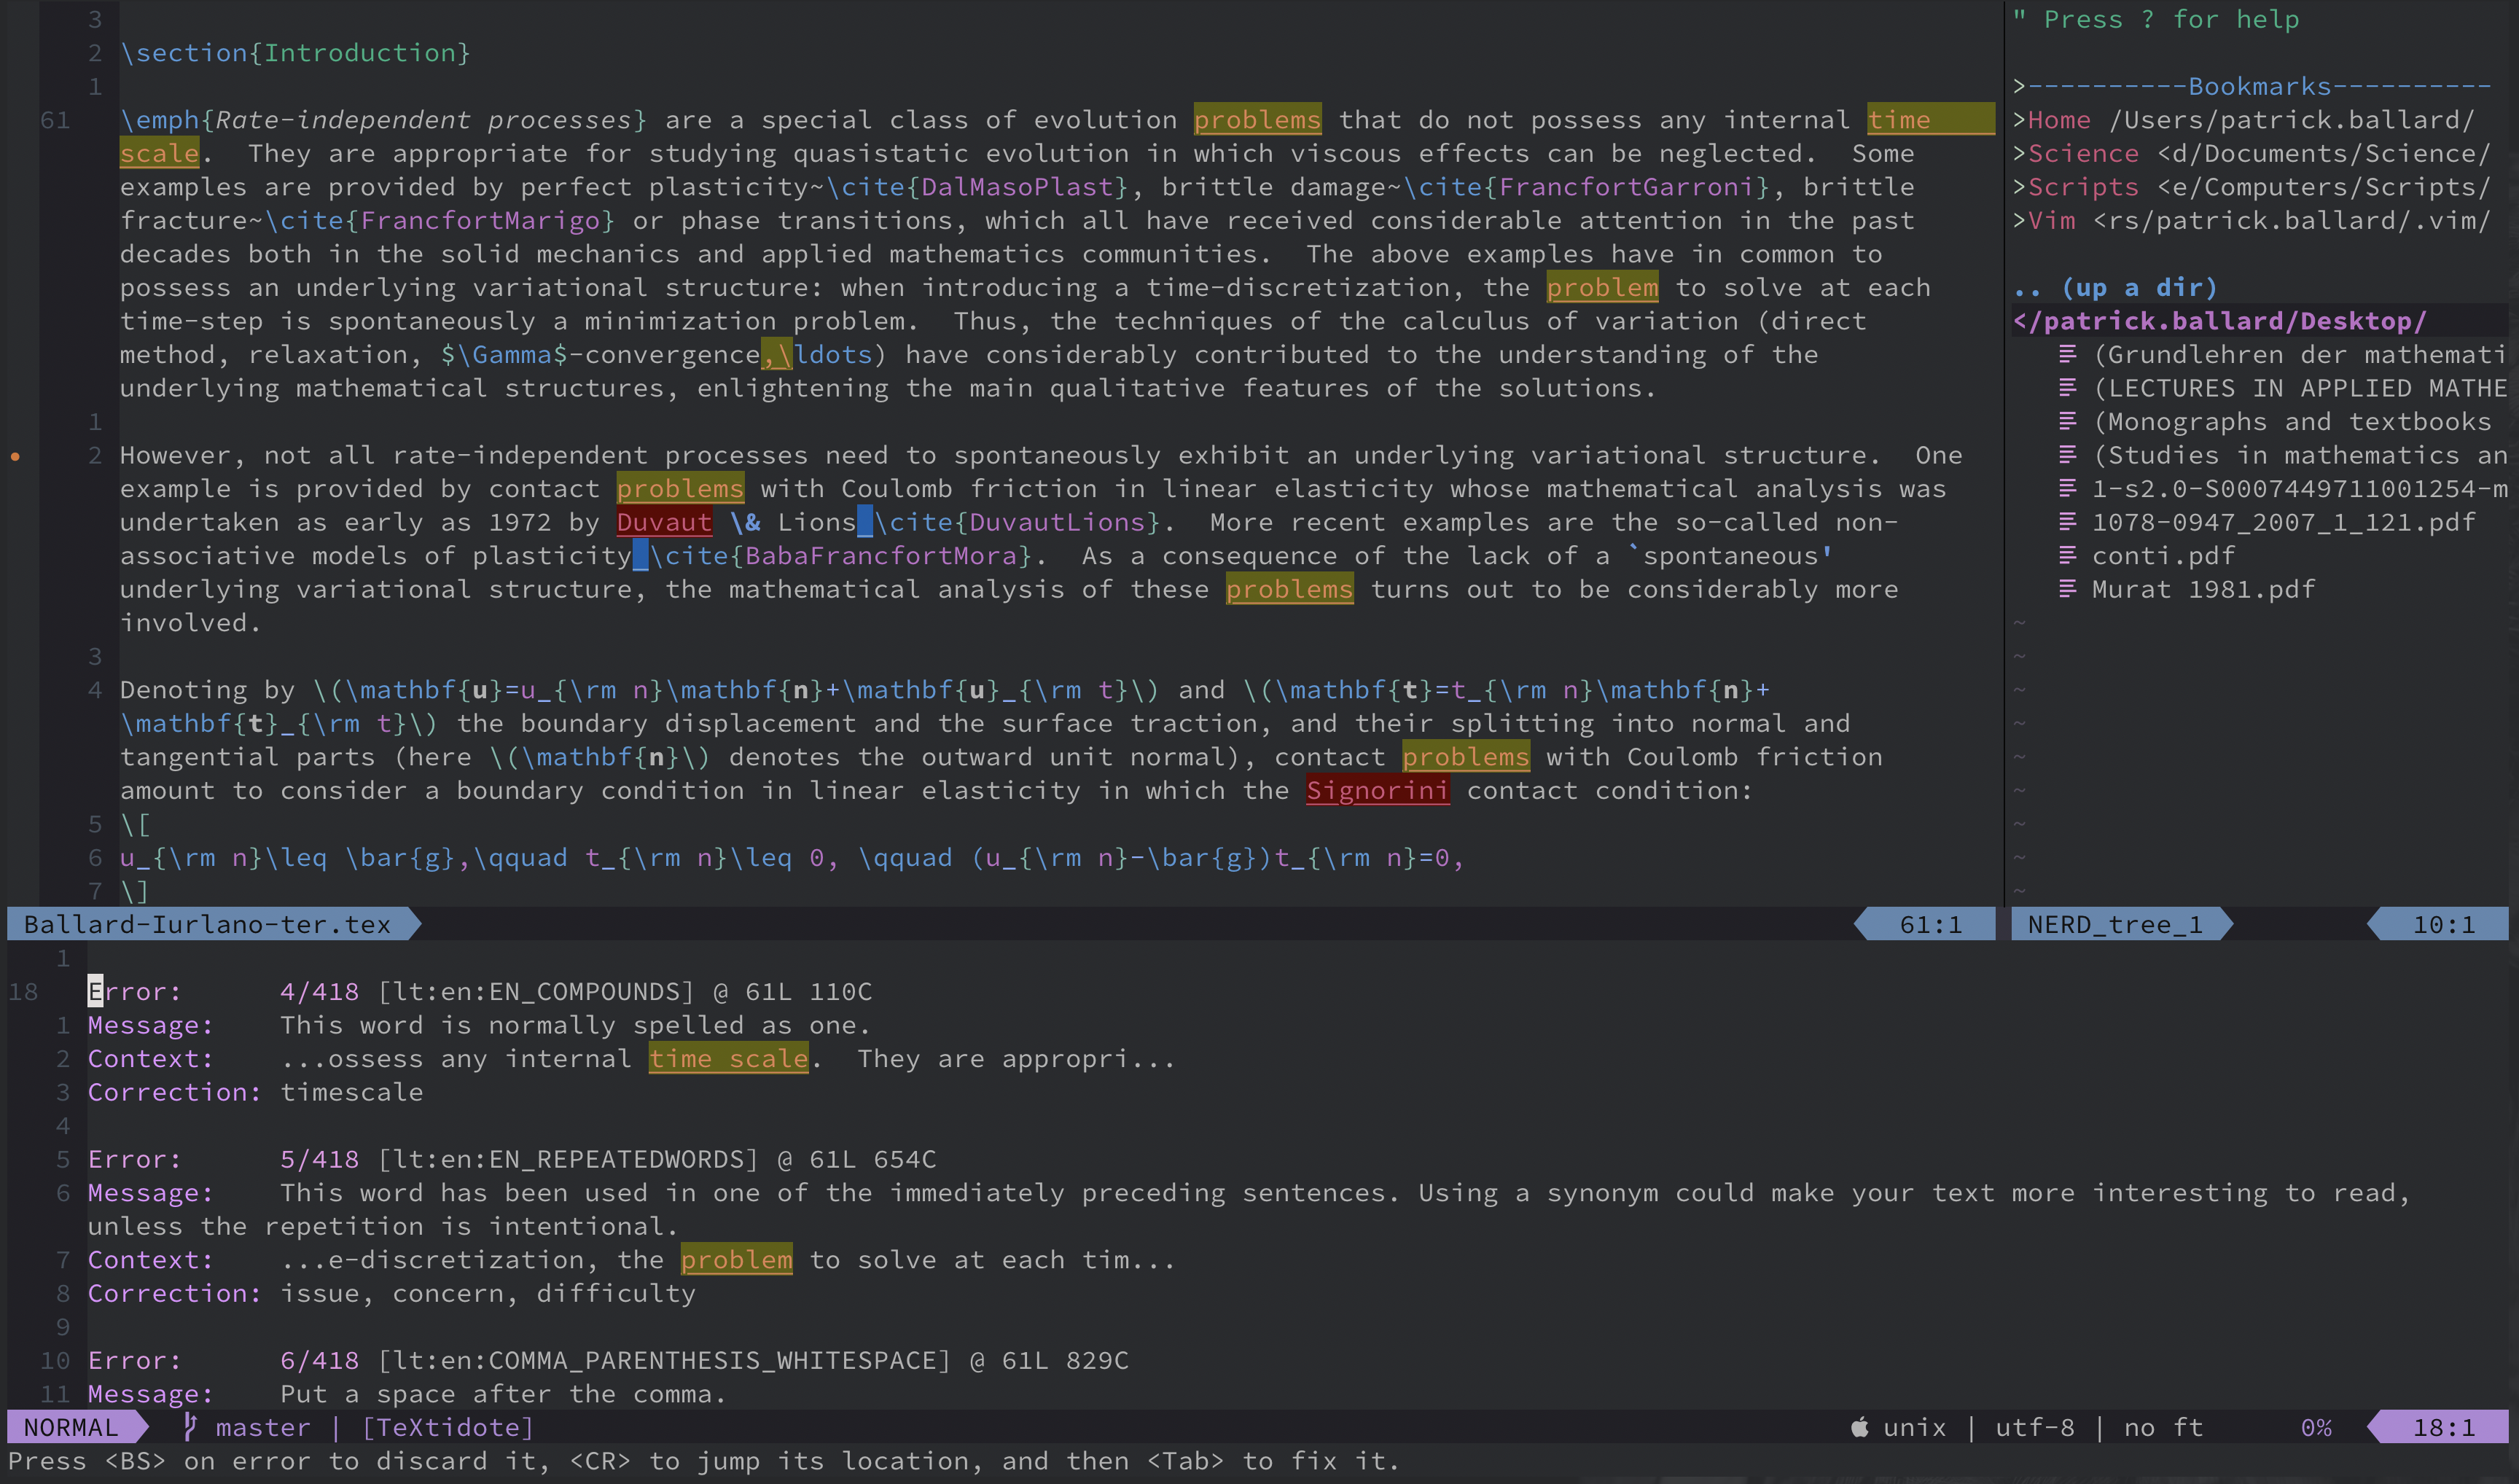 3
2 \section{Introduction}
1
61 \emph{Rate-independent processes} are a special class of evolution problems that do not possess any internal time
scale.  They are appropriate for studying quasistatic evolution in which viscous effects can be neglected.  Some
examples are provided by perfect plasticity~\cite{DalMasoPlast}, brittle damage~\cite{FrancfortGarroni}, brittle
fracture~\cite{FrancfortMarigo} or phase transitions, which all have received considerable attention in the past
decades both in the solid mechanics and applied mathematics communities.  The above examples have in common to
possess an underlying variational structure: when introducing a time-discretization, the problem to solve at each
time-step is spontaneously a minimization problem.  Thus, the techniques of the calculus of variation (direct
method, relaxation, $\Gamma$-convergence,\ldots) have considerably contributed to the understanding of the
underlying mathematical structures, enlightening the main qualitative features of the solutions.
1
2 However, not all rate-independent processes need to spontaneously exhibit an underlying variational structure.  One
example is provided by contact problems with Coulomb friction in linear elasticity whose mathematical analysis was
undertaken as early as 1972 by Duvaut \& Lions \cite{DuvautLions}.  More recent examples are the so-called non-
associative models of plasticity \cite{BabaFrancfortMora}.  As a consequence of the lack of a `spontaneous'
underlying variational structure, the mathematical analysis of these problems turns out to be considerably more
involved.
3
4 Denoting by \(\mathbf{u}=u_{\rm n}\mathbf{n}+\mathbf{u}_{\rm t}\) and \(\mathbf{t}=t_{\rm n}\mathbf{n}+
\mathbf{t}_{\rm t}\) the boundary displacement and the surface traction, and their splitting into normal and
tangential parts (here \(\mathbf{n}\) denotes the outward unit normal), contact problems with Coulomb friction
amount to consider a boundary condition in linear elasticity in which the Signorini contact condition:
5 \[
6 u_{\rm n}\leq \bar{g},\qquad t_{\rm n}\leq 0, \qquad (u_{\rm n}-\bar{g})t_{\rm n}=0,
7 \]
Ballard-Iurlano-ter.tex 61:1
" Press ? for help
>----------Bookmarks----------
>Home /Users/patrick.ballard/
>Science <d/Documents/Science/
>Scripts <e/Computers/Scripts/
>Vim <rs/patrick.ballard/.vim/
.. (up a dir)
</patrick.ballard/Desktop/
(Grundlehren der mathemati
(LECTURES IN APPLIED MATHE
(Monographs and textbooks
(Studies in mathematics an
1-s2.0-S0007449711001254-m
1078-0947_2007_1_121.pdf
conti.pdf
Murat 1981.pdf
~
~
~
~
~
~
~
~
~
NERD_tree_1 10:1
1
18 Error:      4/418 [lt:en:EN_COMPOUNDS] @ 61L 110C
1 Message:    This word is normally spelled as one.
2 Context:    ...ossess any internal time scale.  They are appropri...
3 Correction: timescale
4
5 Error:      5/418 [lt:en:EN_REPEATEDWORDS] @ 61L 654C
6 Message:    This word has been used in one of the immediately preceding sentences. Using a synonym could make your text more interesting to read,
unless the repetition is intentional.
7 Context:    ...e-discretization, the problem to solve at each tim...
8 Correction: issue, concern, difficulty
9
10 Error:      6/418 [lt:en:COMMA_PARENTHESIS_WHITESPACE] @ 61L 829C
11 Message:    Put a space after the comma.
NORMAL master | [TeXtidote] unix | utf-8 | no ft 0% 18:1
Press <BS> on error to discard it, <CR> to jump its location, and then <Tab> to fix it.